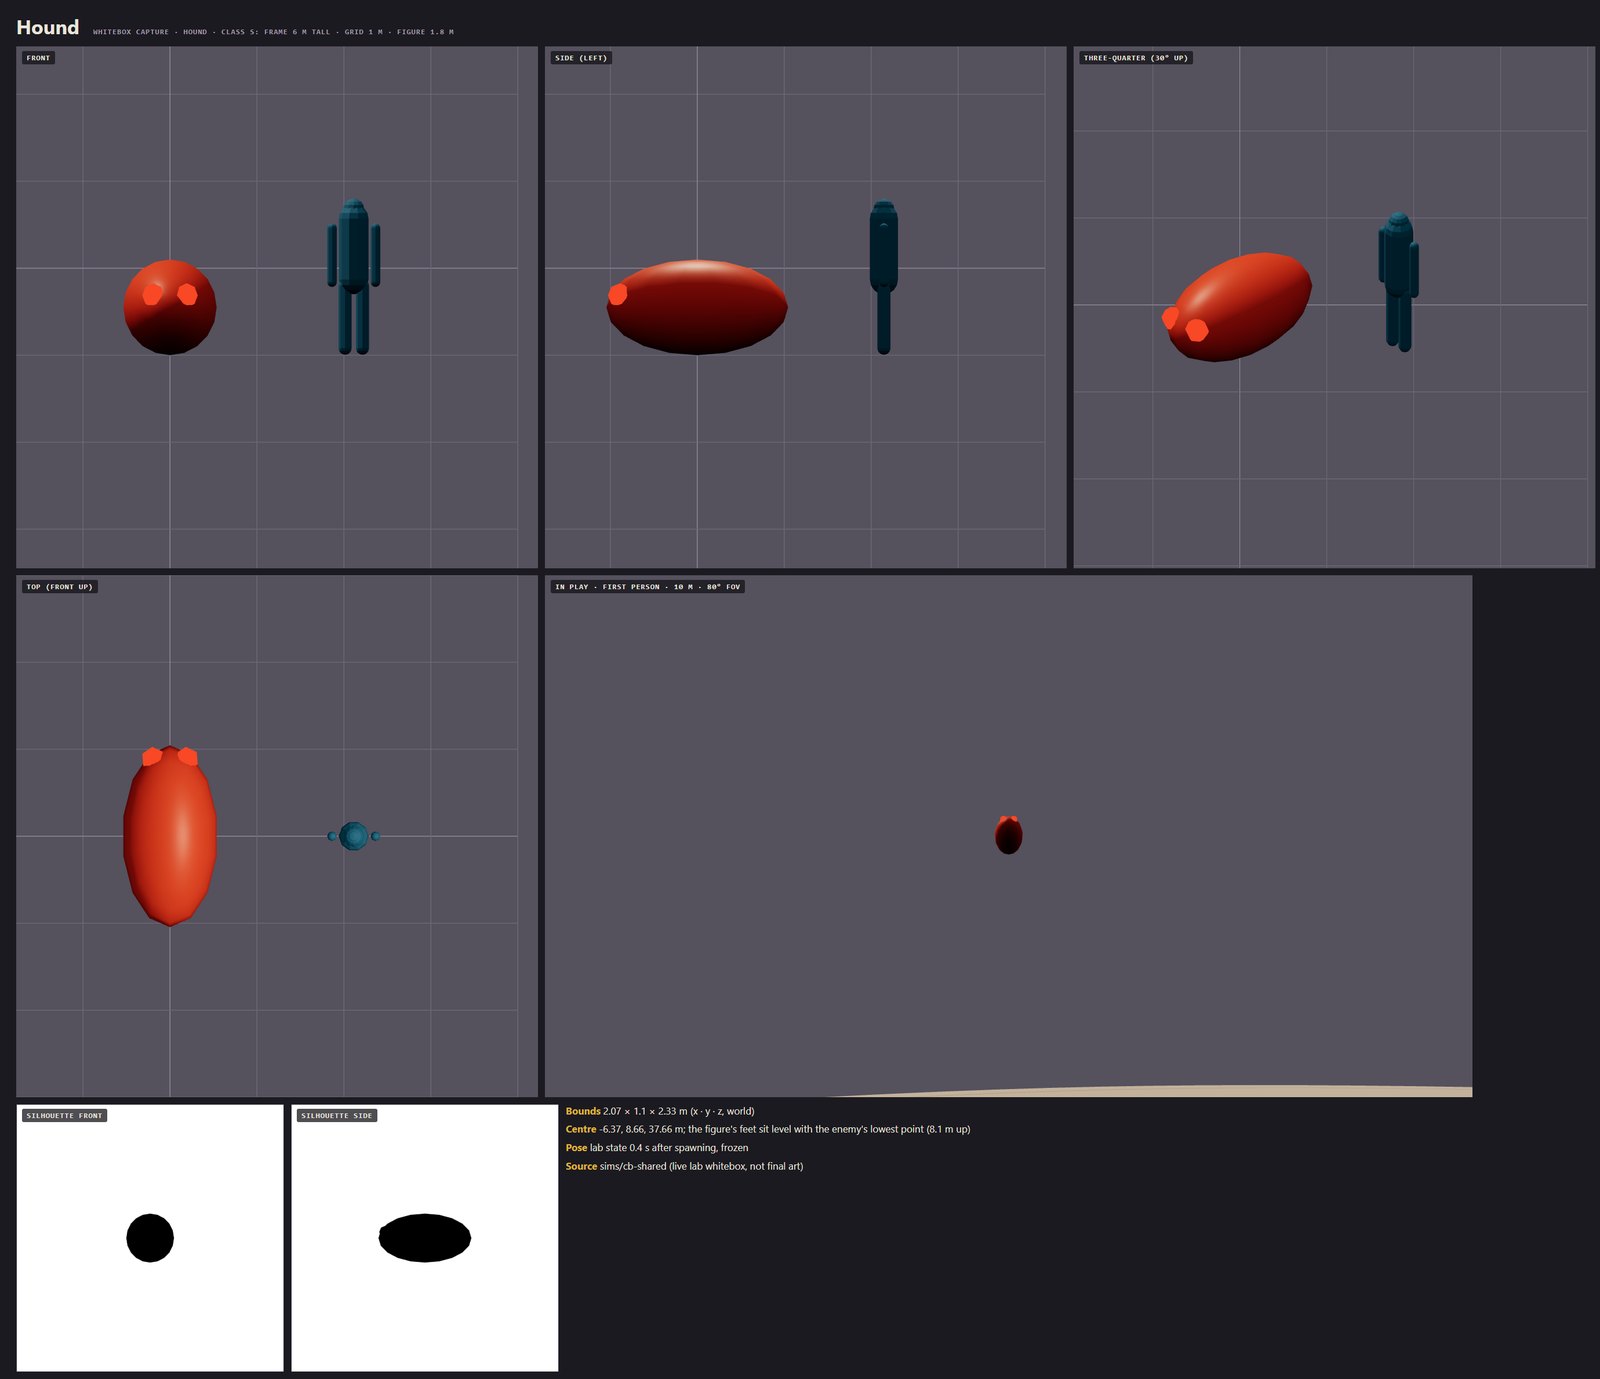 Hound
WHITEBOX CAPTURE · HOUND · CLASS S: FRAME 6 M TALL · GRID 1 M · FIGURE 1.8 M
FRONT
SIDE (LEFT)
THREE-QUARTER (30° UP)
TOP (FRONT UP)
IN PLAY · FIRST PERSON · 10 M · 80° FOV
SILHOUETTE FRONT
SILHOUETTE SIDE
Bounds 2.07 × 1.1 × 2.33 m (x · y · z, world)
Centre -6.37, 8.66, 37.66 m; the figure's feet sit level with the enemy's lowest point (8.1 m up)
Pose lab state 0.4 s after spawning, frozen
Source sims/cb-shared (live lab whitebox, not final art)